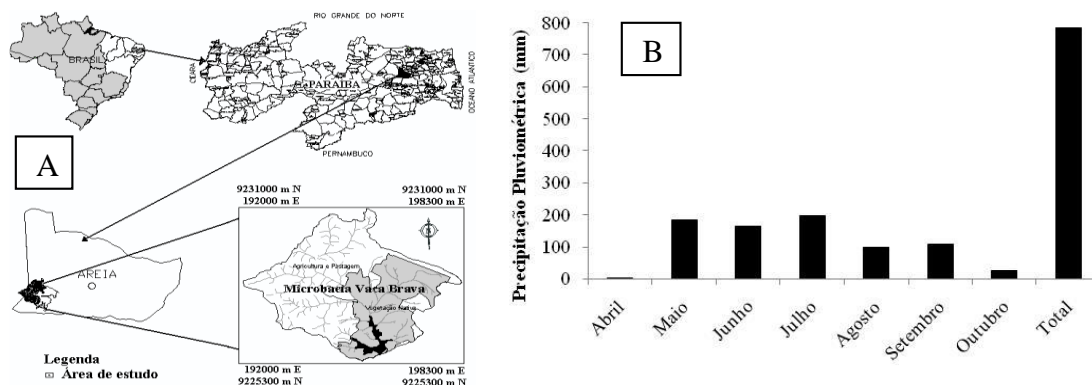 RIO GRANDE DO NORTE
BRASIL
CEARA
PARAIBA
OCEANO ATLANTICO
PERNAMBUCO
A
9231000 m N
192000 m E
9231000 m N
198300 m E
N
AREIA
Agricultura e Pastagem
Microbacia Vaca Brava
Vegetação Nativa
Legenda
Área de estudo
192000 m E
9225300 m N
198300 m E
9225300 m N
B
Precipitação Pluviométrica (mm)
800
700
600
500
400
300
200
100
0
Abril
Maio
Junho
Julho
Agosto
Setembro
Outubro
Total